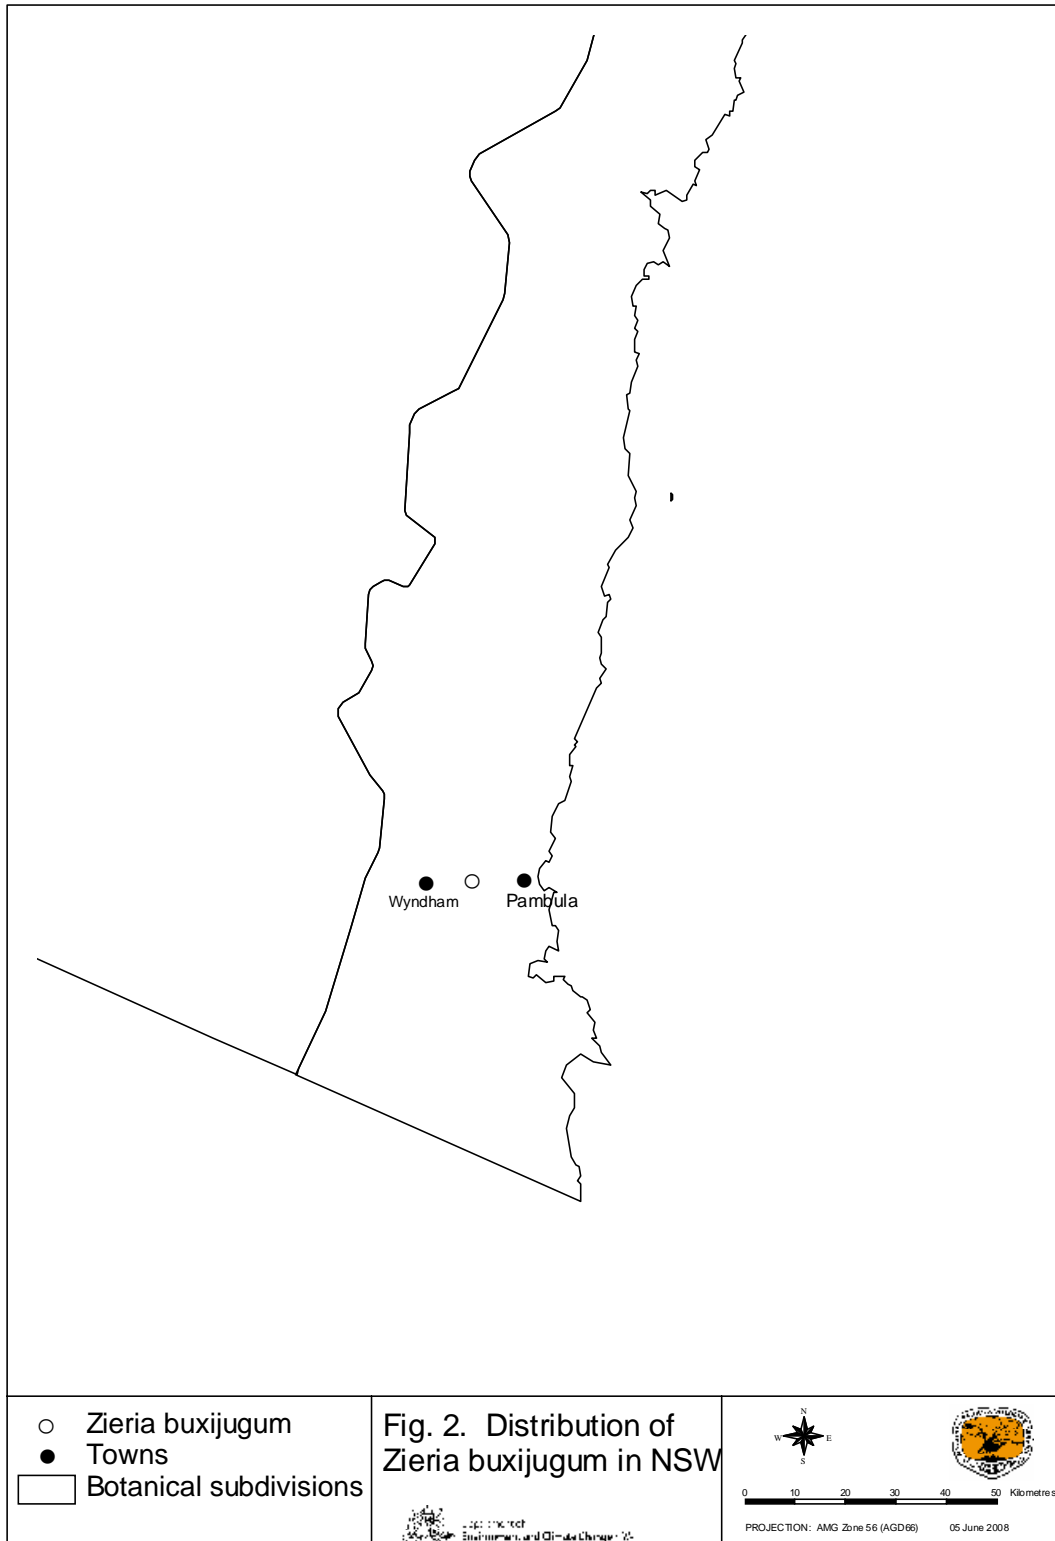 Wyndham
Pambula
Zieria buxijugum
Towns
Botanical subdivisions
Fig. 2. Distribution of
Zieria buxijugum in NSW
N
W E
S
0 10 20 30 40 50 Kilometres
PROJECTION: AMG Zone 56 (AGD66) 05 June 2008